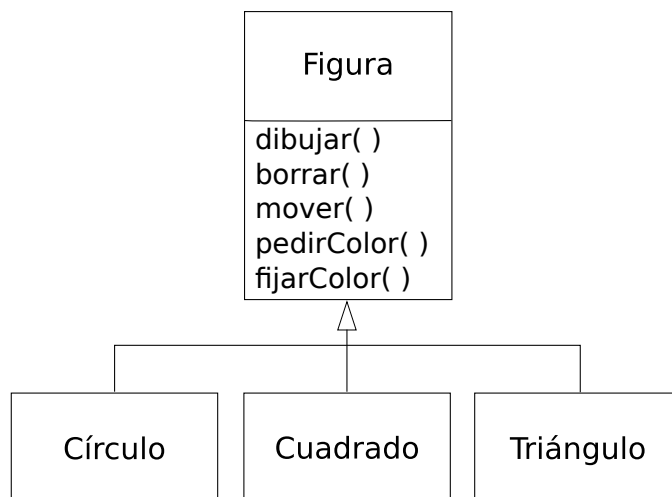 Figura
dibujar( )
borrar( )
mover( )
pedirColor( )
fijarColor( )
Círculo
Cuadrado
Triángulo